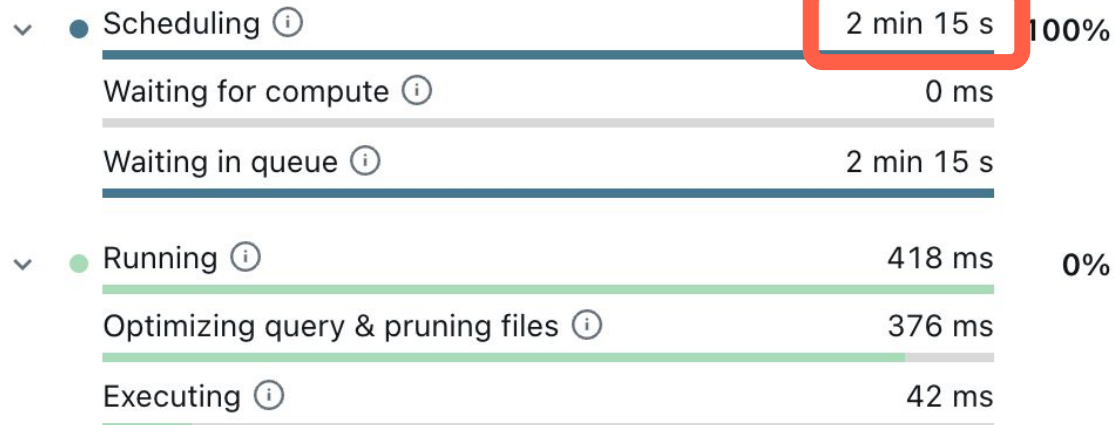 Scheduling 2 min 15 s 100%
Waiting for compute 0 ms
Waiting in queue 2 min 15 s
Running 418 ms 0%
Optimizing query & pruning files 376 ms
Executing 42 ms